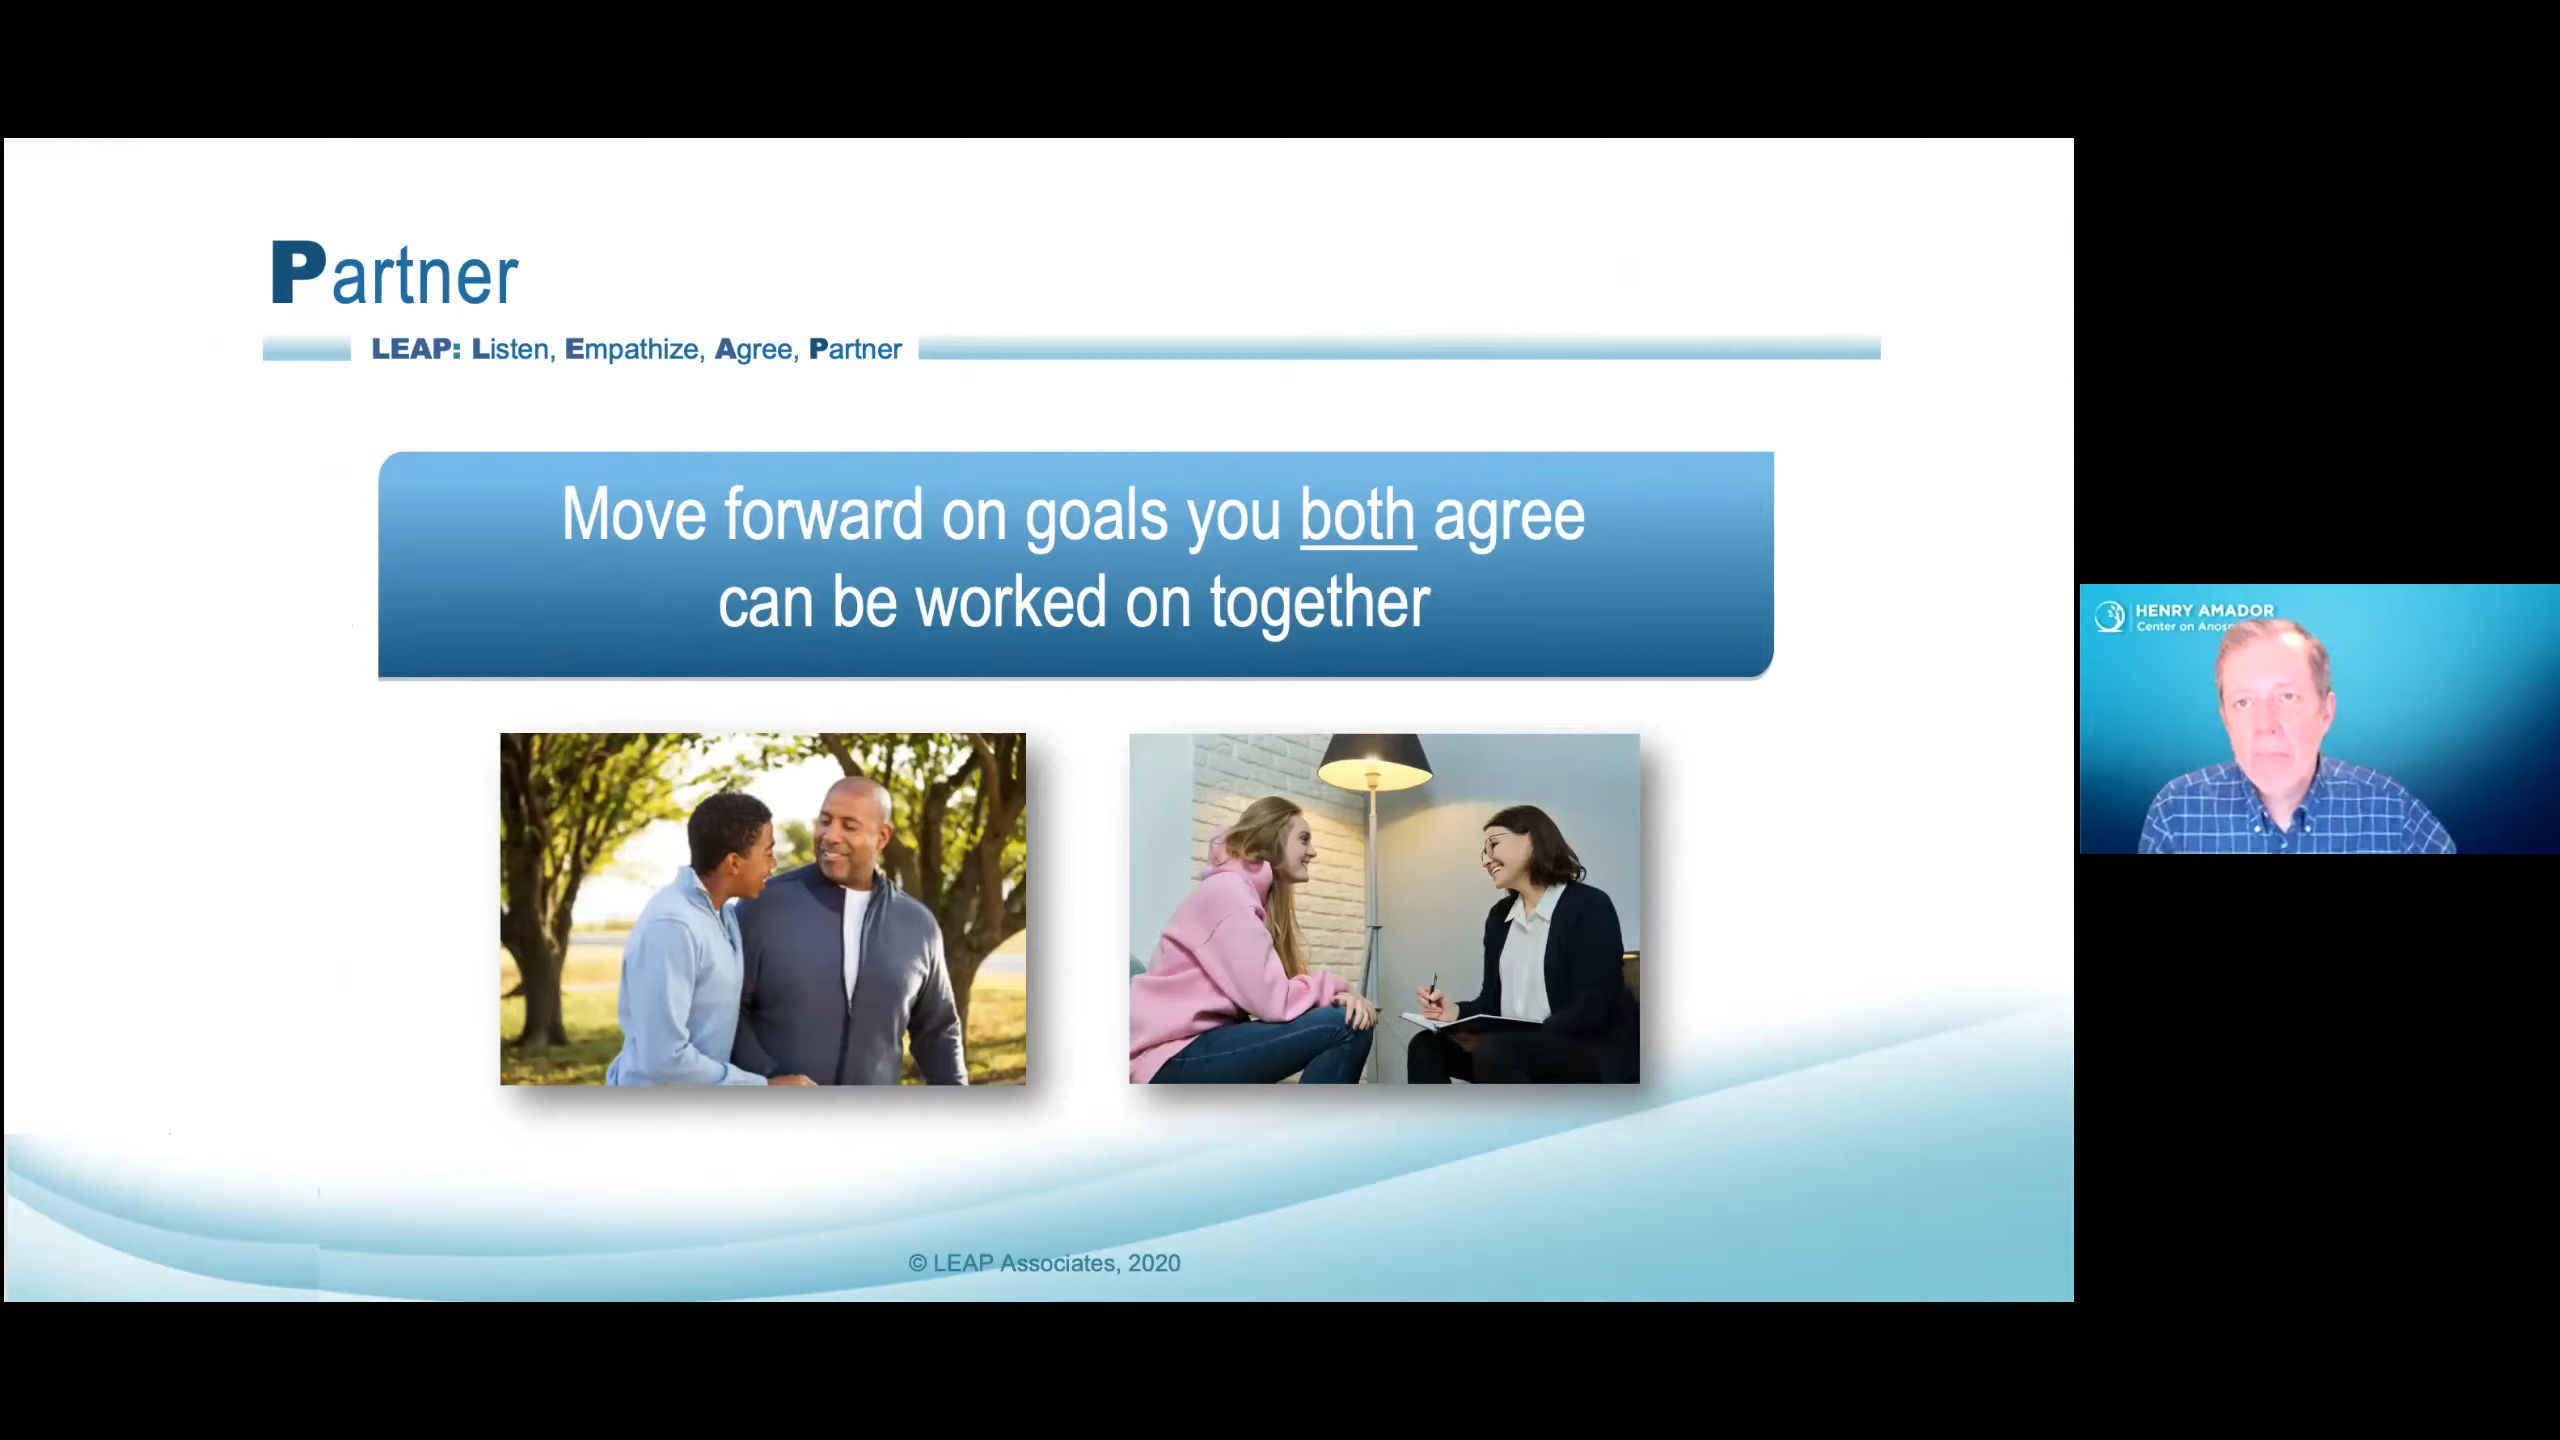 Partner
LEAP: Listen, Empathize, Agree, Partner
Move forward on goals you both agree
can be worked on together
HENRY AMADOR
Center on
© LEAP Associates, 2020